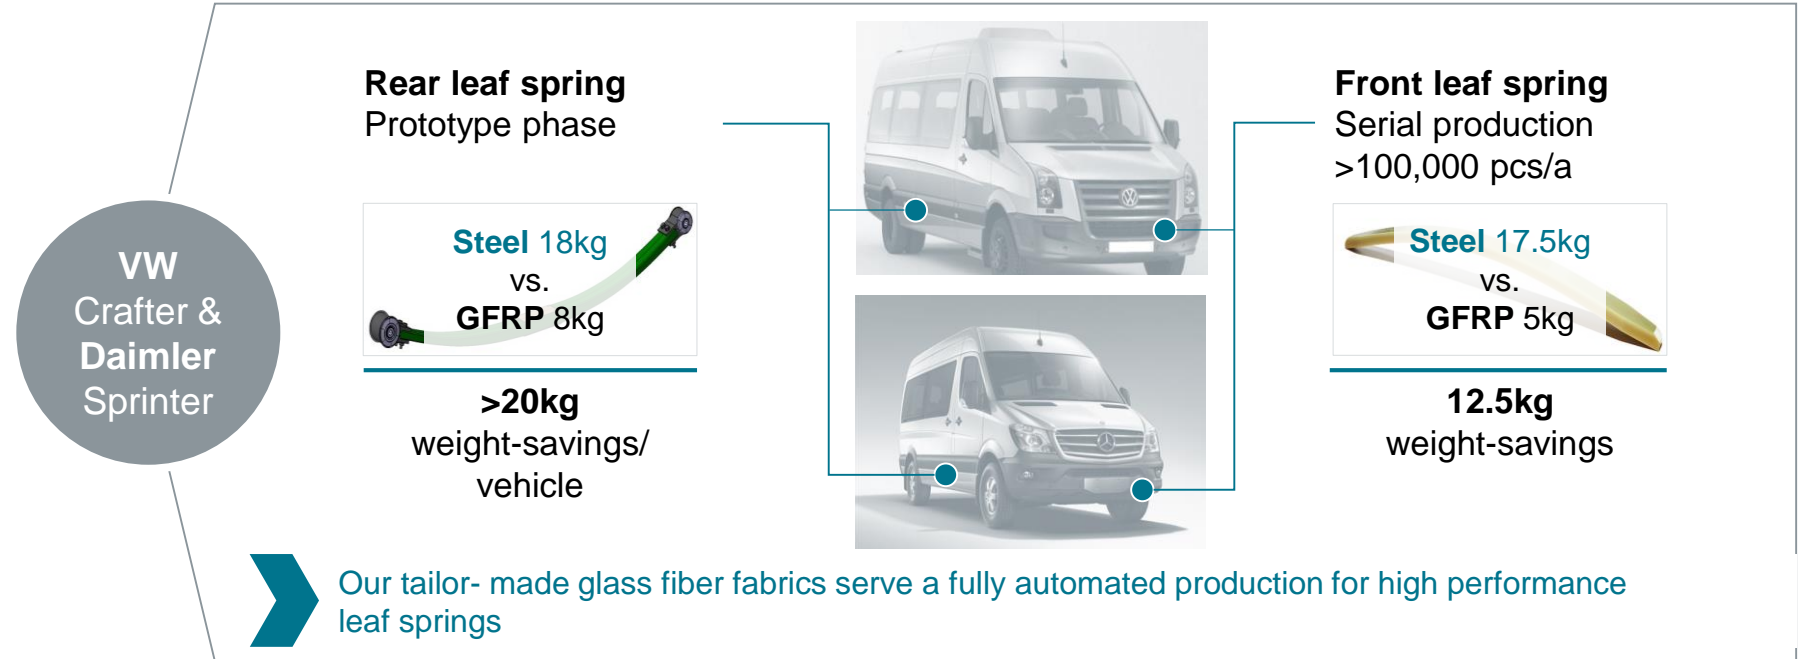 VW
Crafter &
Daimler
Sprinter
Rear leaf spring
Prototype phase
Steel 18kg
vs.
GFRP 8kg
>20kg
weight-savings/
vehicle
Front leaf spring
Serial production
>100,000 pcs/a
Steel 17.5kg
vs.
GFRP 5kg
12.5kg
weight-savings
Our tailor- made glass fiber fabrics serve a fully automated production for high performance
leaf springs